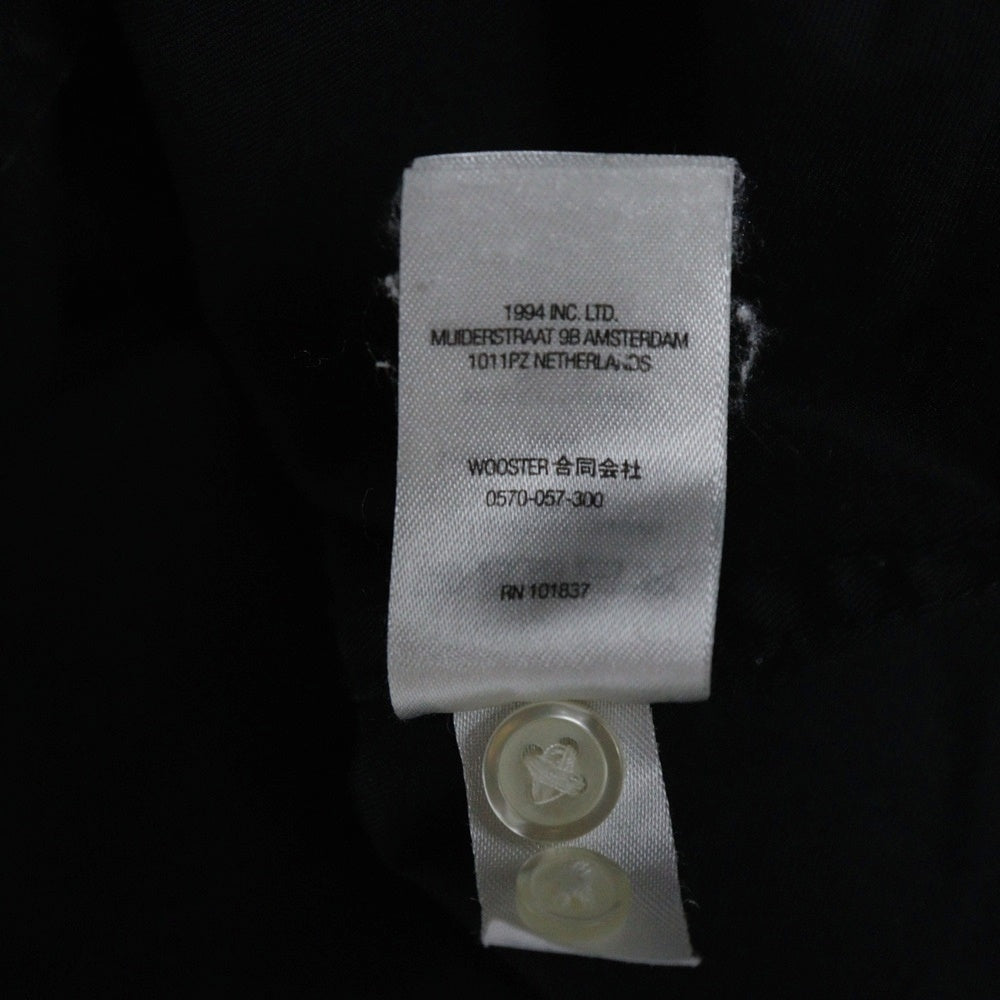 1994 INC. LTD.
MUIDERSTRAAT 9B AMSTERDAM
1011PZ NETHERLANDS
WOOSTER 合同会社
0570-057-300
RN 101837